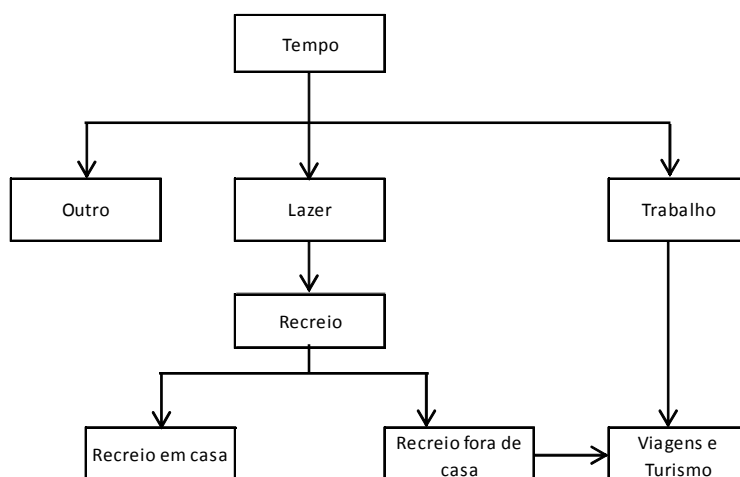 Tempo
Outro
Lazer
Trabalho
Recreio
Recreio em casa
Recreio fora de
casa
Viagens e
Turismo